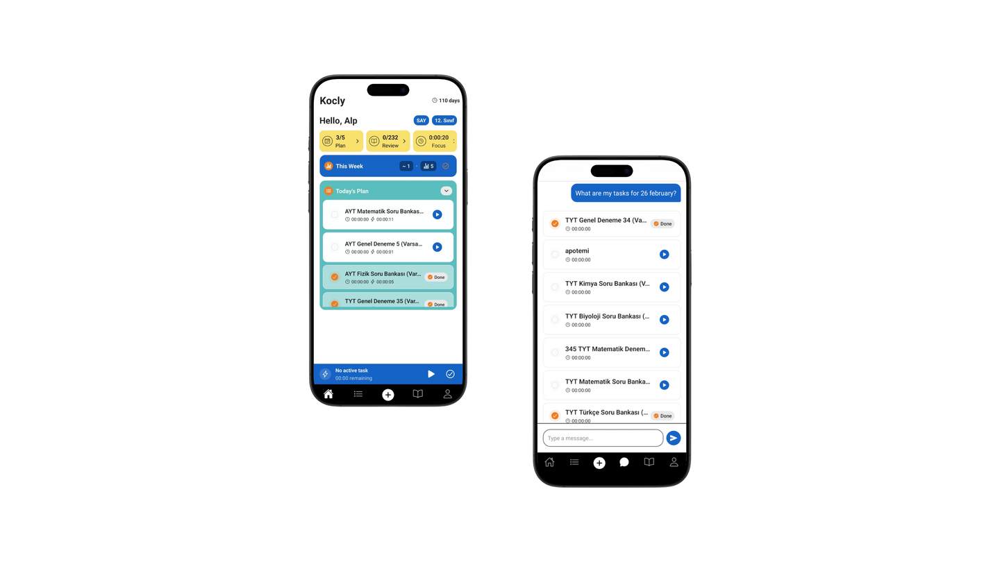 Kocly
110 days
Hello, Alp
SAY
12. Sınıf
3/5
Plan
0/232
Review
0:00:20
Focus
This Week
~ 1
5
Today's Plan
AYT Matematik Soru Bankas...
00:00:00
00:00:11
AYT Genel Deneme 5 (Varsa...
00:00:00
00:00:01
AYT Fizik Soru Bankası (Var...
00:00:00
00:00:05
Done
TYT Genel Deneme 35 (Var...
Done
No active task
00:00 remaining
What are my tasks for 26 february?
TYT Genel Deneme 34 (Va...
00:00:00
Done
apotemi
00:00:00
TYT Kimya Soru Bankası (V...
00:00:00
TYT Biyoloji Soru Bankası (...
00:00:00
345 TYT Matematik Denem...
00:00:00
TYT Matematik Soru Banka...
00:00:00
TYT Türkçe Soru Bankası (...
00:00:00
Done
Type a message...